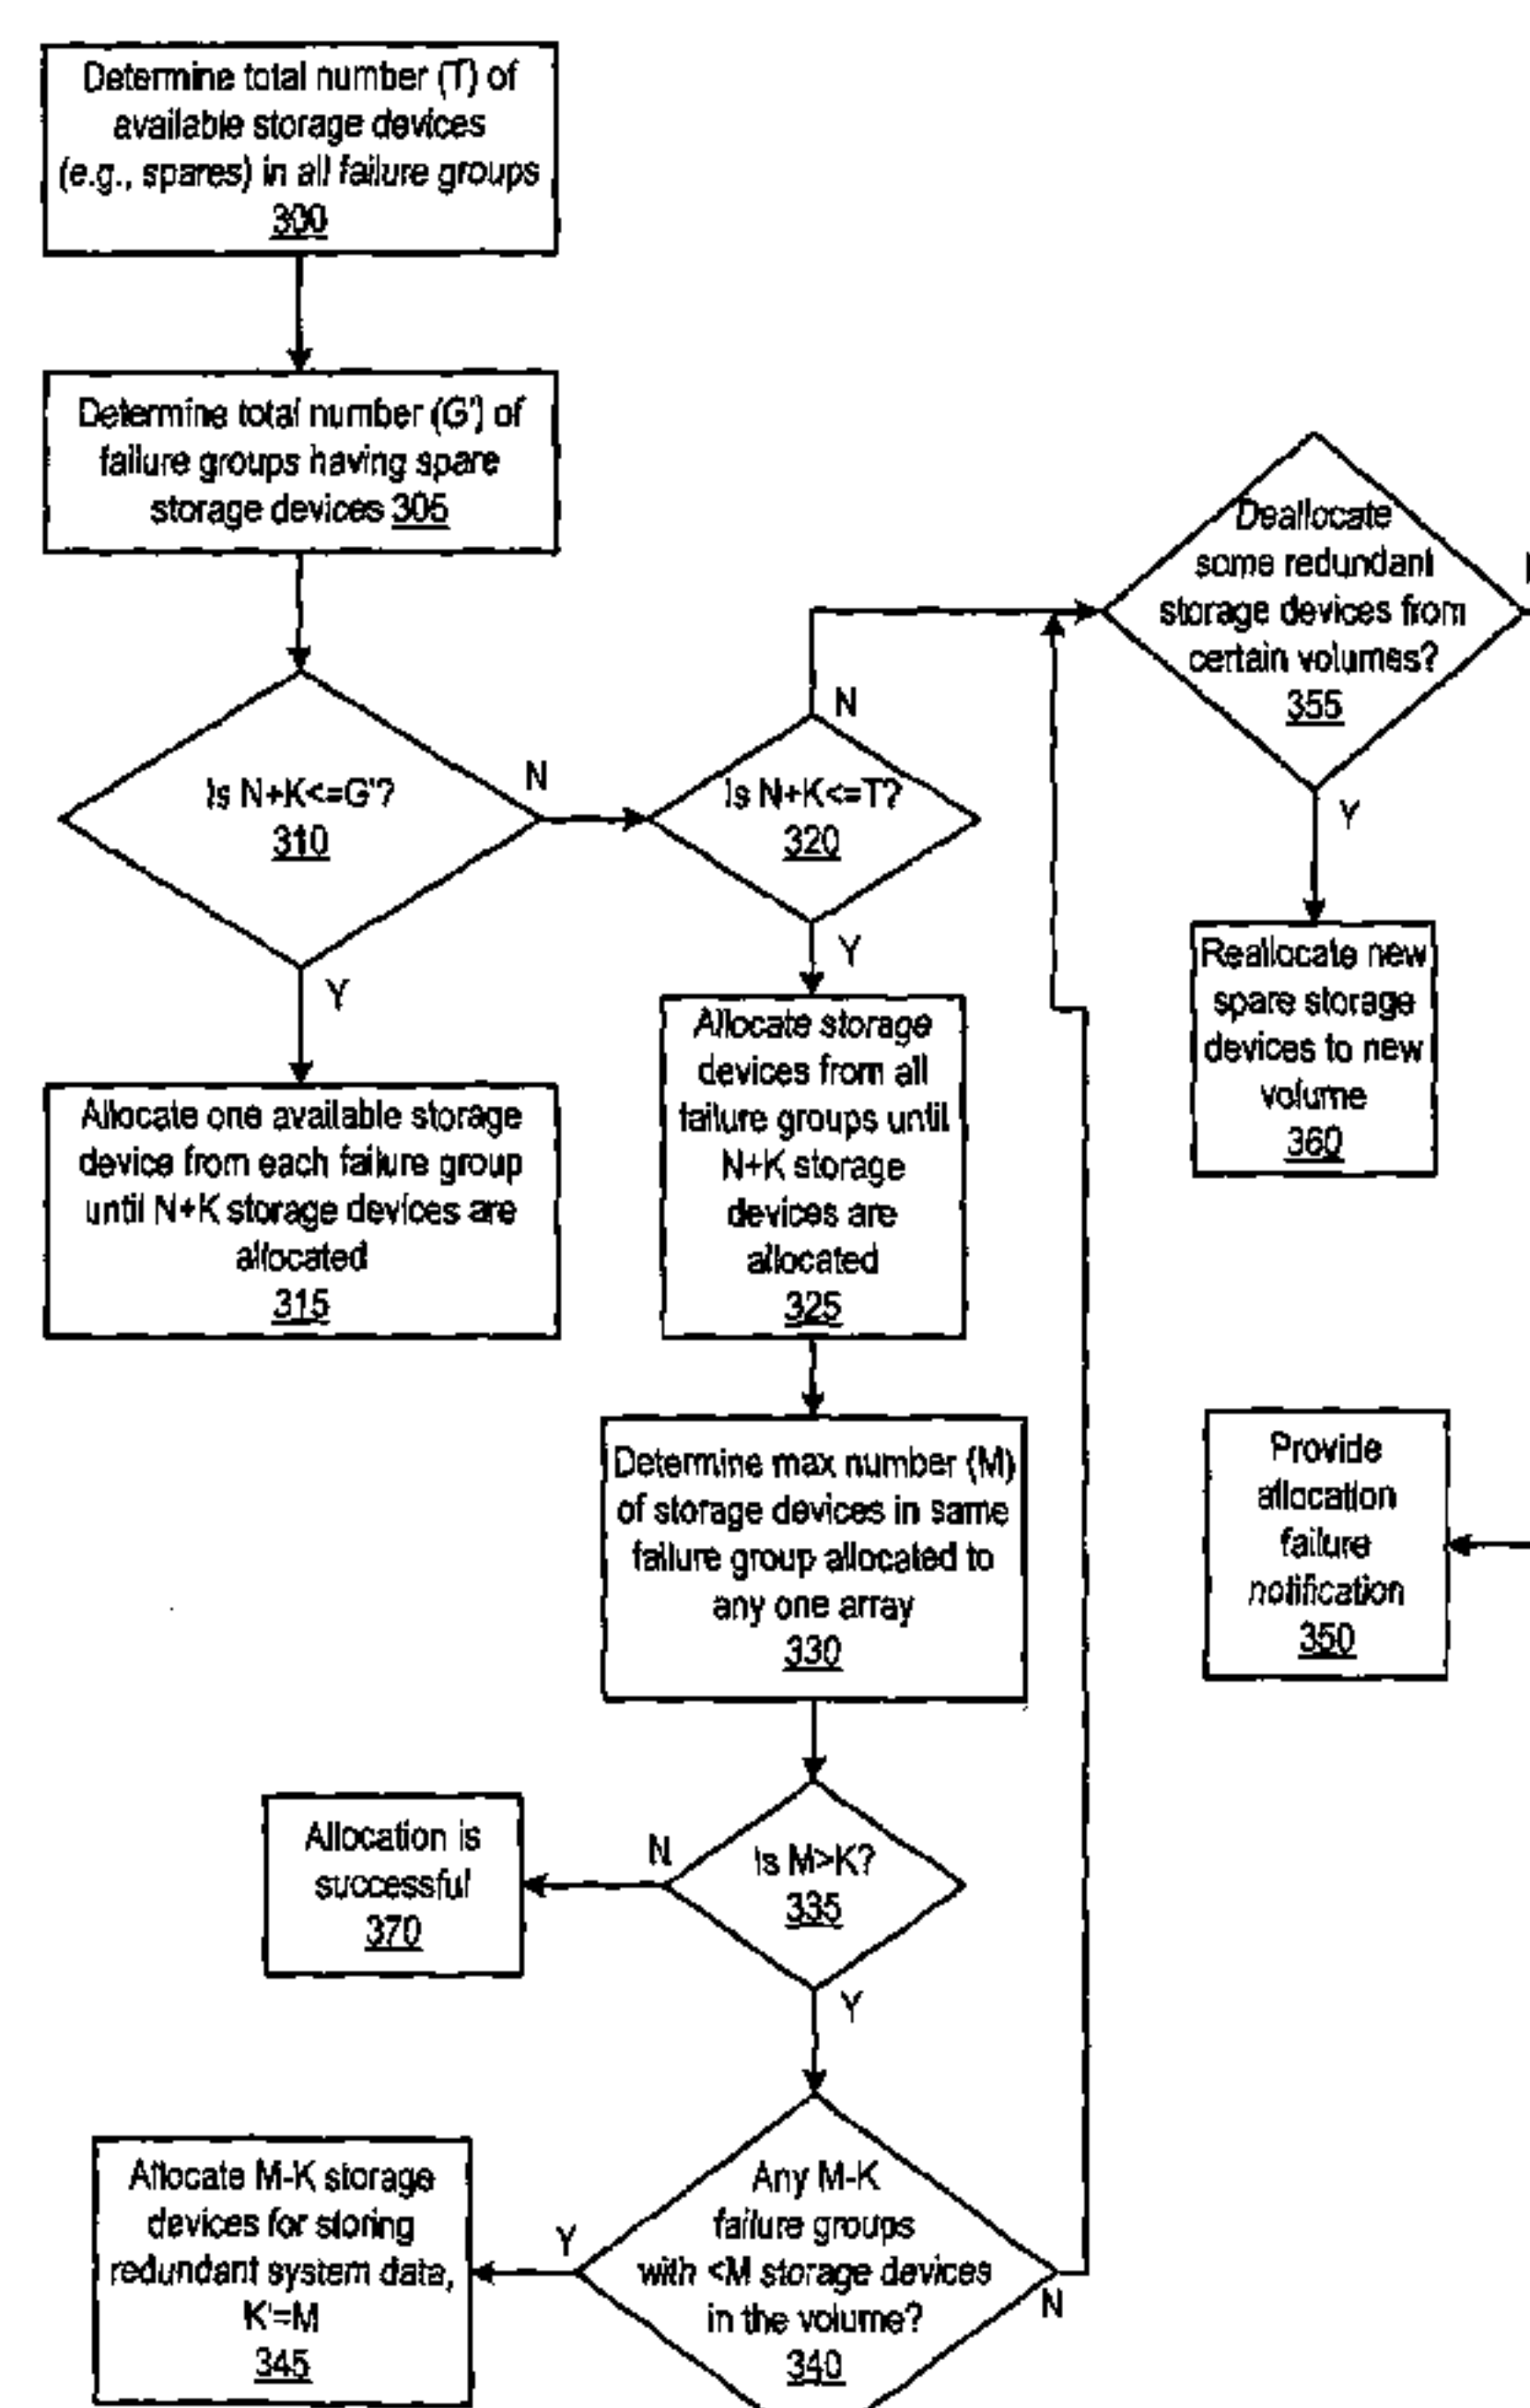 Determine total number (T) of
available storage devices
(e.g., spares) in all failure groups
300
Determine total number (G') of
failure groups having spare
storage devices 305
Is N+K<=G'?
310
N
Y
Allocate one available storage
device from each failure group
until N+K storage devices are
allocated
315
Is N+K<=T?
320
N
Y
Allocate storage
devices from all
failure groups until
N+K storage
devices are
allocated
325
Determine max number (M)
of storage devices in same
failure group allocated to
any one array
330
Is M>K?
335
N
Y
Allocation is
successful
370
Any M-K
failure groups
with <M storage devices
in the volume?
340
Y
N
Allocate M-K storage
devices for storing
redundant system data,
K'=M
345
Deallocate
some redundant
storage devices from
certain volumes?
355
Y
Reallocate new
spare storage
devices to new
volume
360
Provide
allocation
failure
notification
350